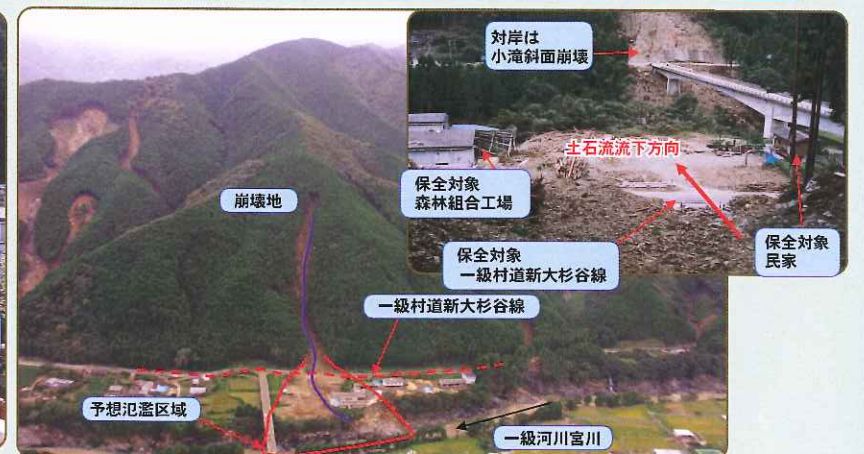 対岸は
小滝斜面崩壊
土石流流下方向
保全対象
森林組合工場
保全対象
一級村道新大杉谷線
保全対象
民家
崩壊地
一級村道新大杉谷線
予想氾濫区域
一級河川宮川